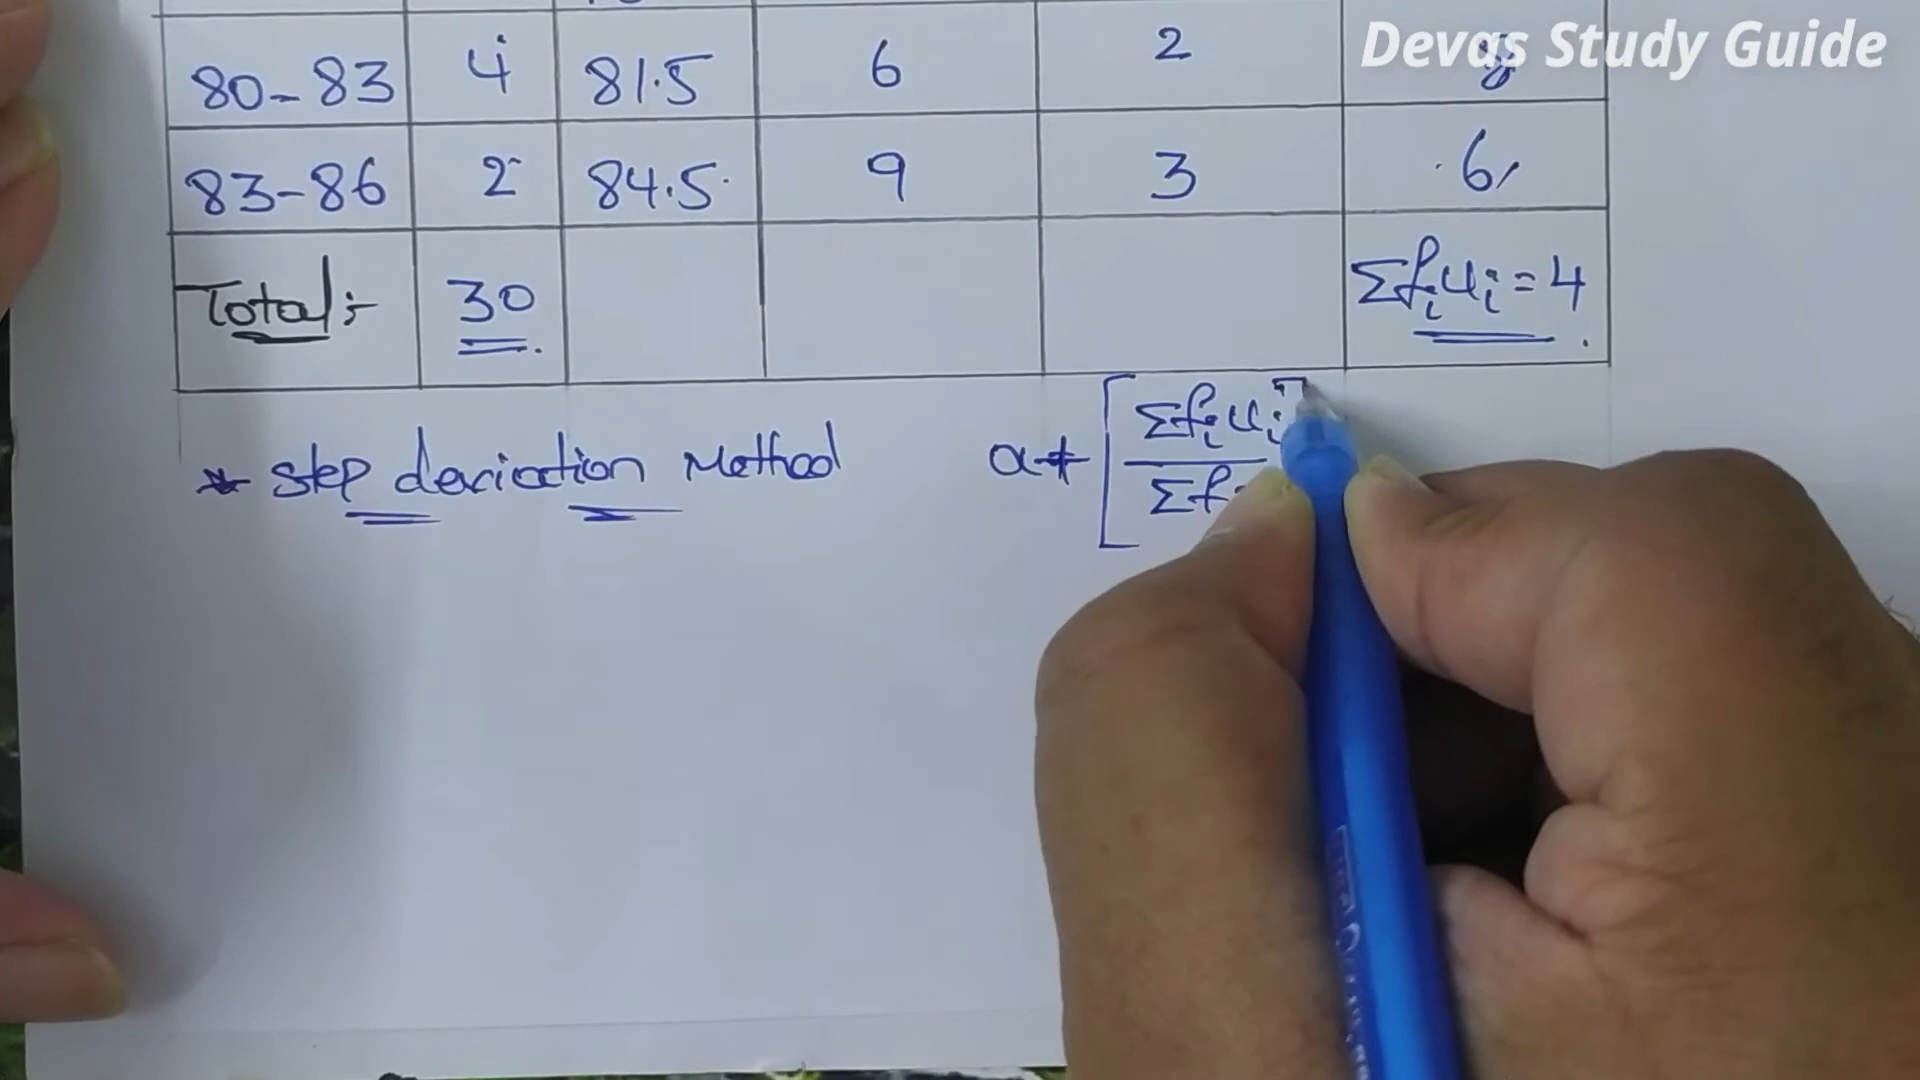 Devas Study Guide
80-83 4 81.5 6 2 8
83-86 2 84.5 9 3 6
Total:- 30 Σfᵢuᵢ=4
* step deviation Method a+[Σfᵢuᵢ
Σf